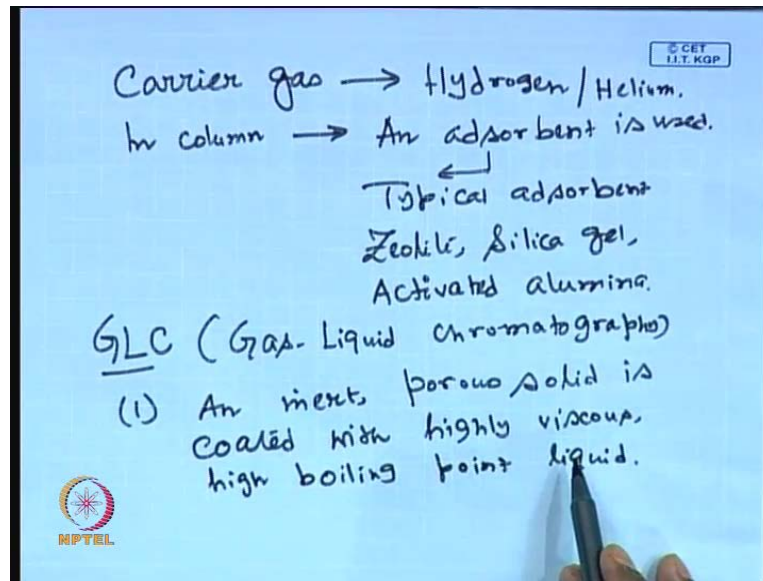 © CET
I.I.T. KGP
Carrier gas → Hydrogen / Helium.
In column → An adsorbent is used.
Typical adsorbent
Zeolite, Silica gel,
Activated alumina.
GLC (Gas-Liquid chromatography)
(1) An inert, porous solid is
coated with highly viscous,
high boiling point liquid.
NPTEL